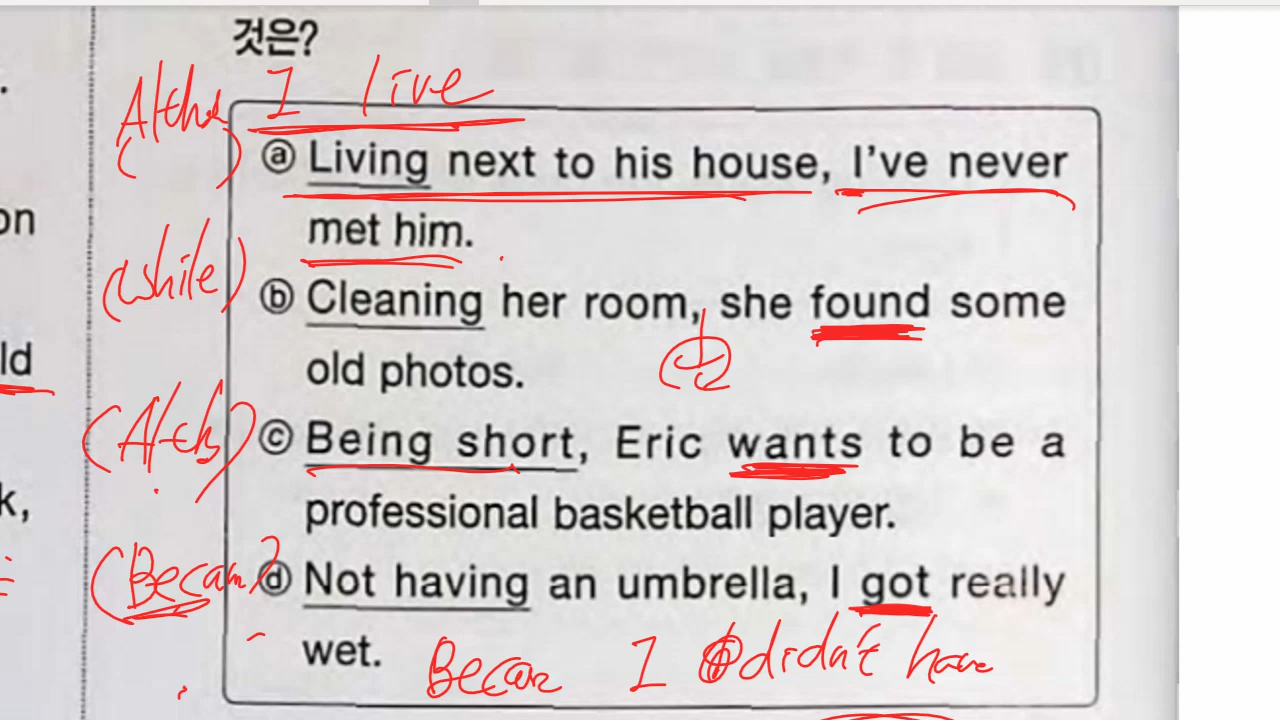 것은?
I live
ⓐ Living next to his house, I've never
met him.
on
(while)
ⓑ Cleaning her room, she found some
old photos.
ld
ⓒ Being short, Eric wants to be a
professional basketball player.
k,
ⓓ Not having an umbrella, I got really
wet.
I didn't have